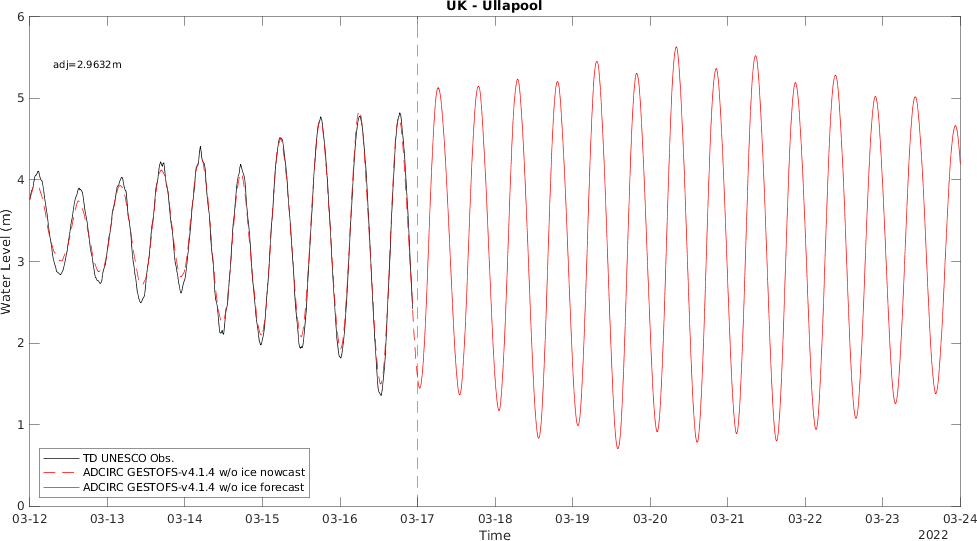 UK - Ullapool
6
adj=2.9632m
5
4
3
2
1
0
Water Level (m)
TD UNESCO Obs.
ADCIRC GESTOFS-v4.1.4 w/o ice nowcast
ADCIRC GESTOFS-v4.1.4 w/o ice forecast
03-12 03-13 03-14 03-15 03-16 03-17 03-18 03-19 03-20 03-21 03-22 03-23 03-24
Time
2022